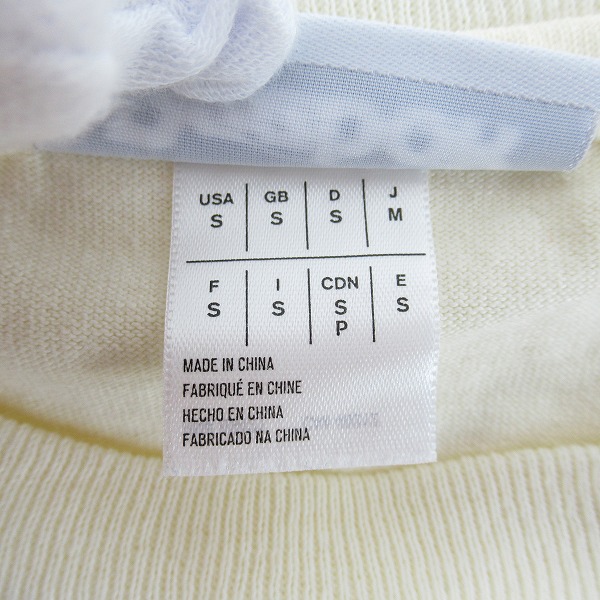 USA GB D J
S S S M
F I CDN E
S S S S
P
MADE IN CHINA
FABRIQUÉ EN CHINE
HECHO EN CHINA
FABRICADO NA CHINA